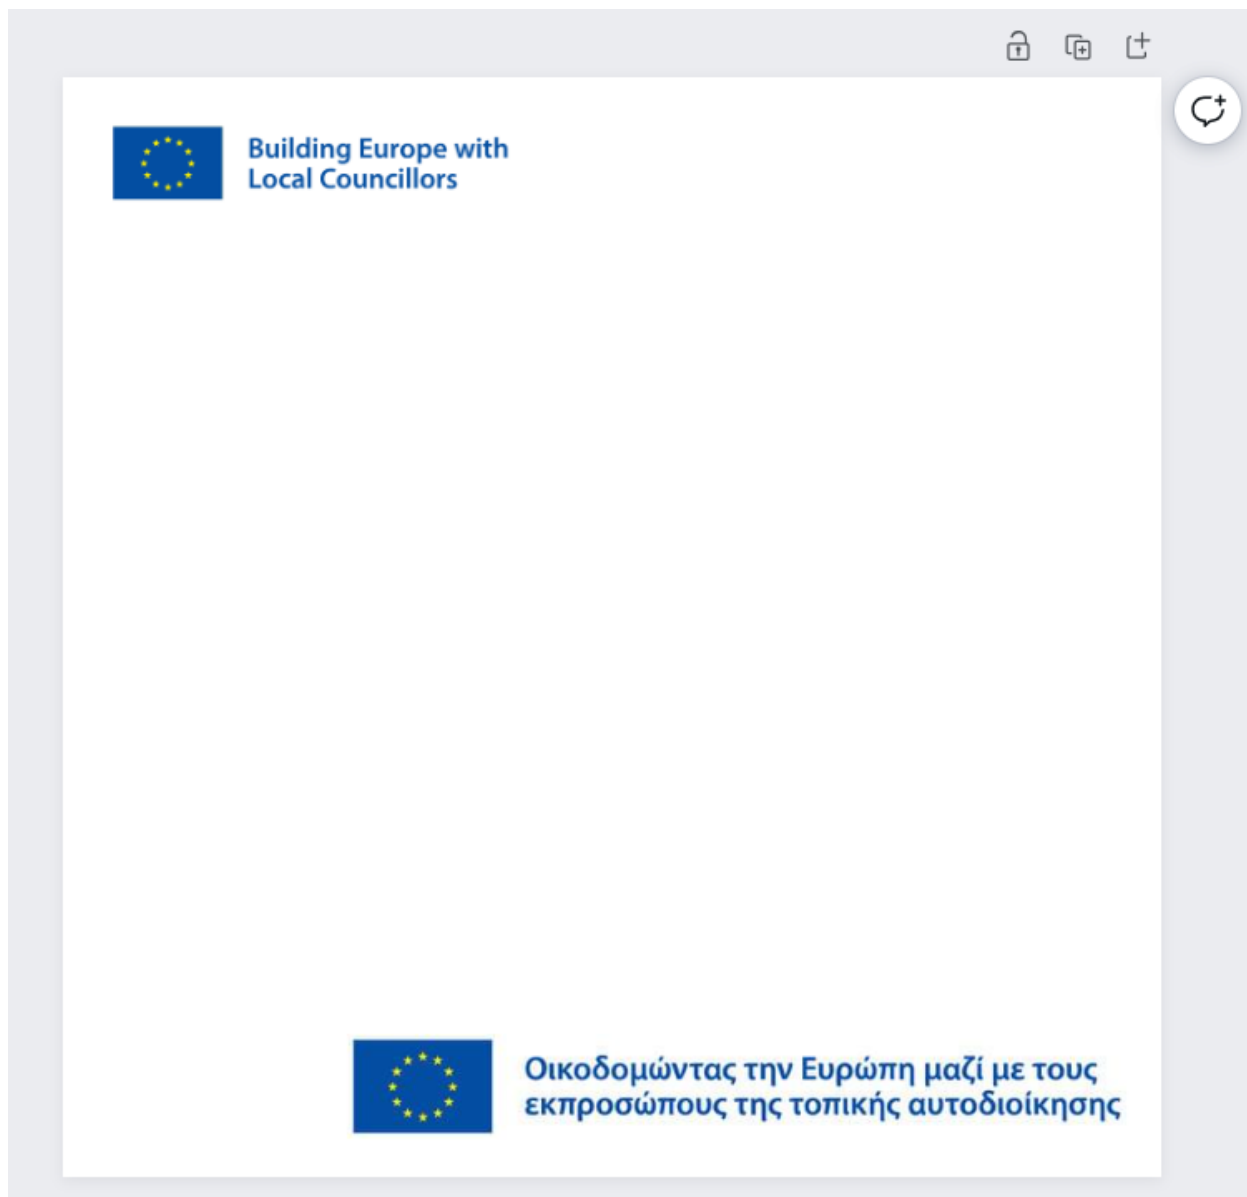 Building Europe with
Local Councillors
Οικοδομώντας την Ευρώπη μαζί με τους
εκπροσώπους της τοπικής αυτοδιοίκησης